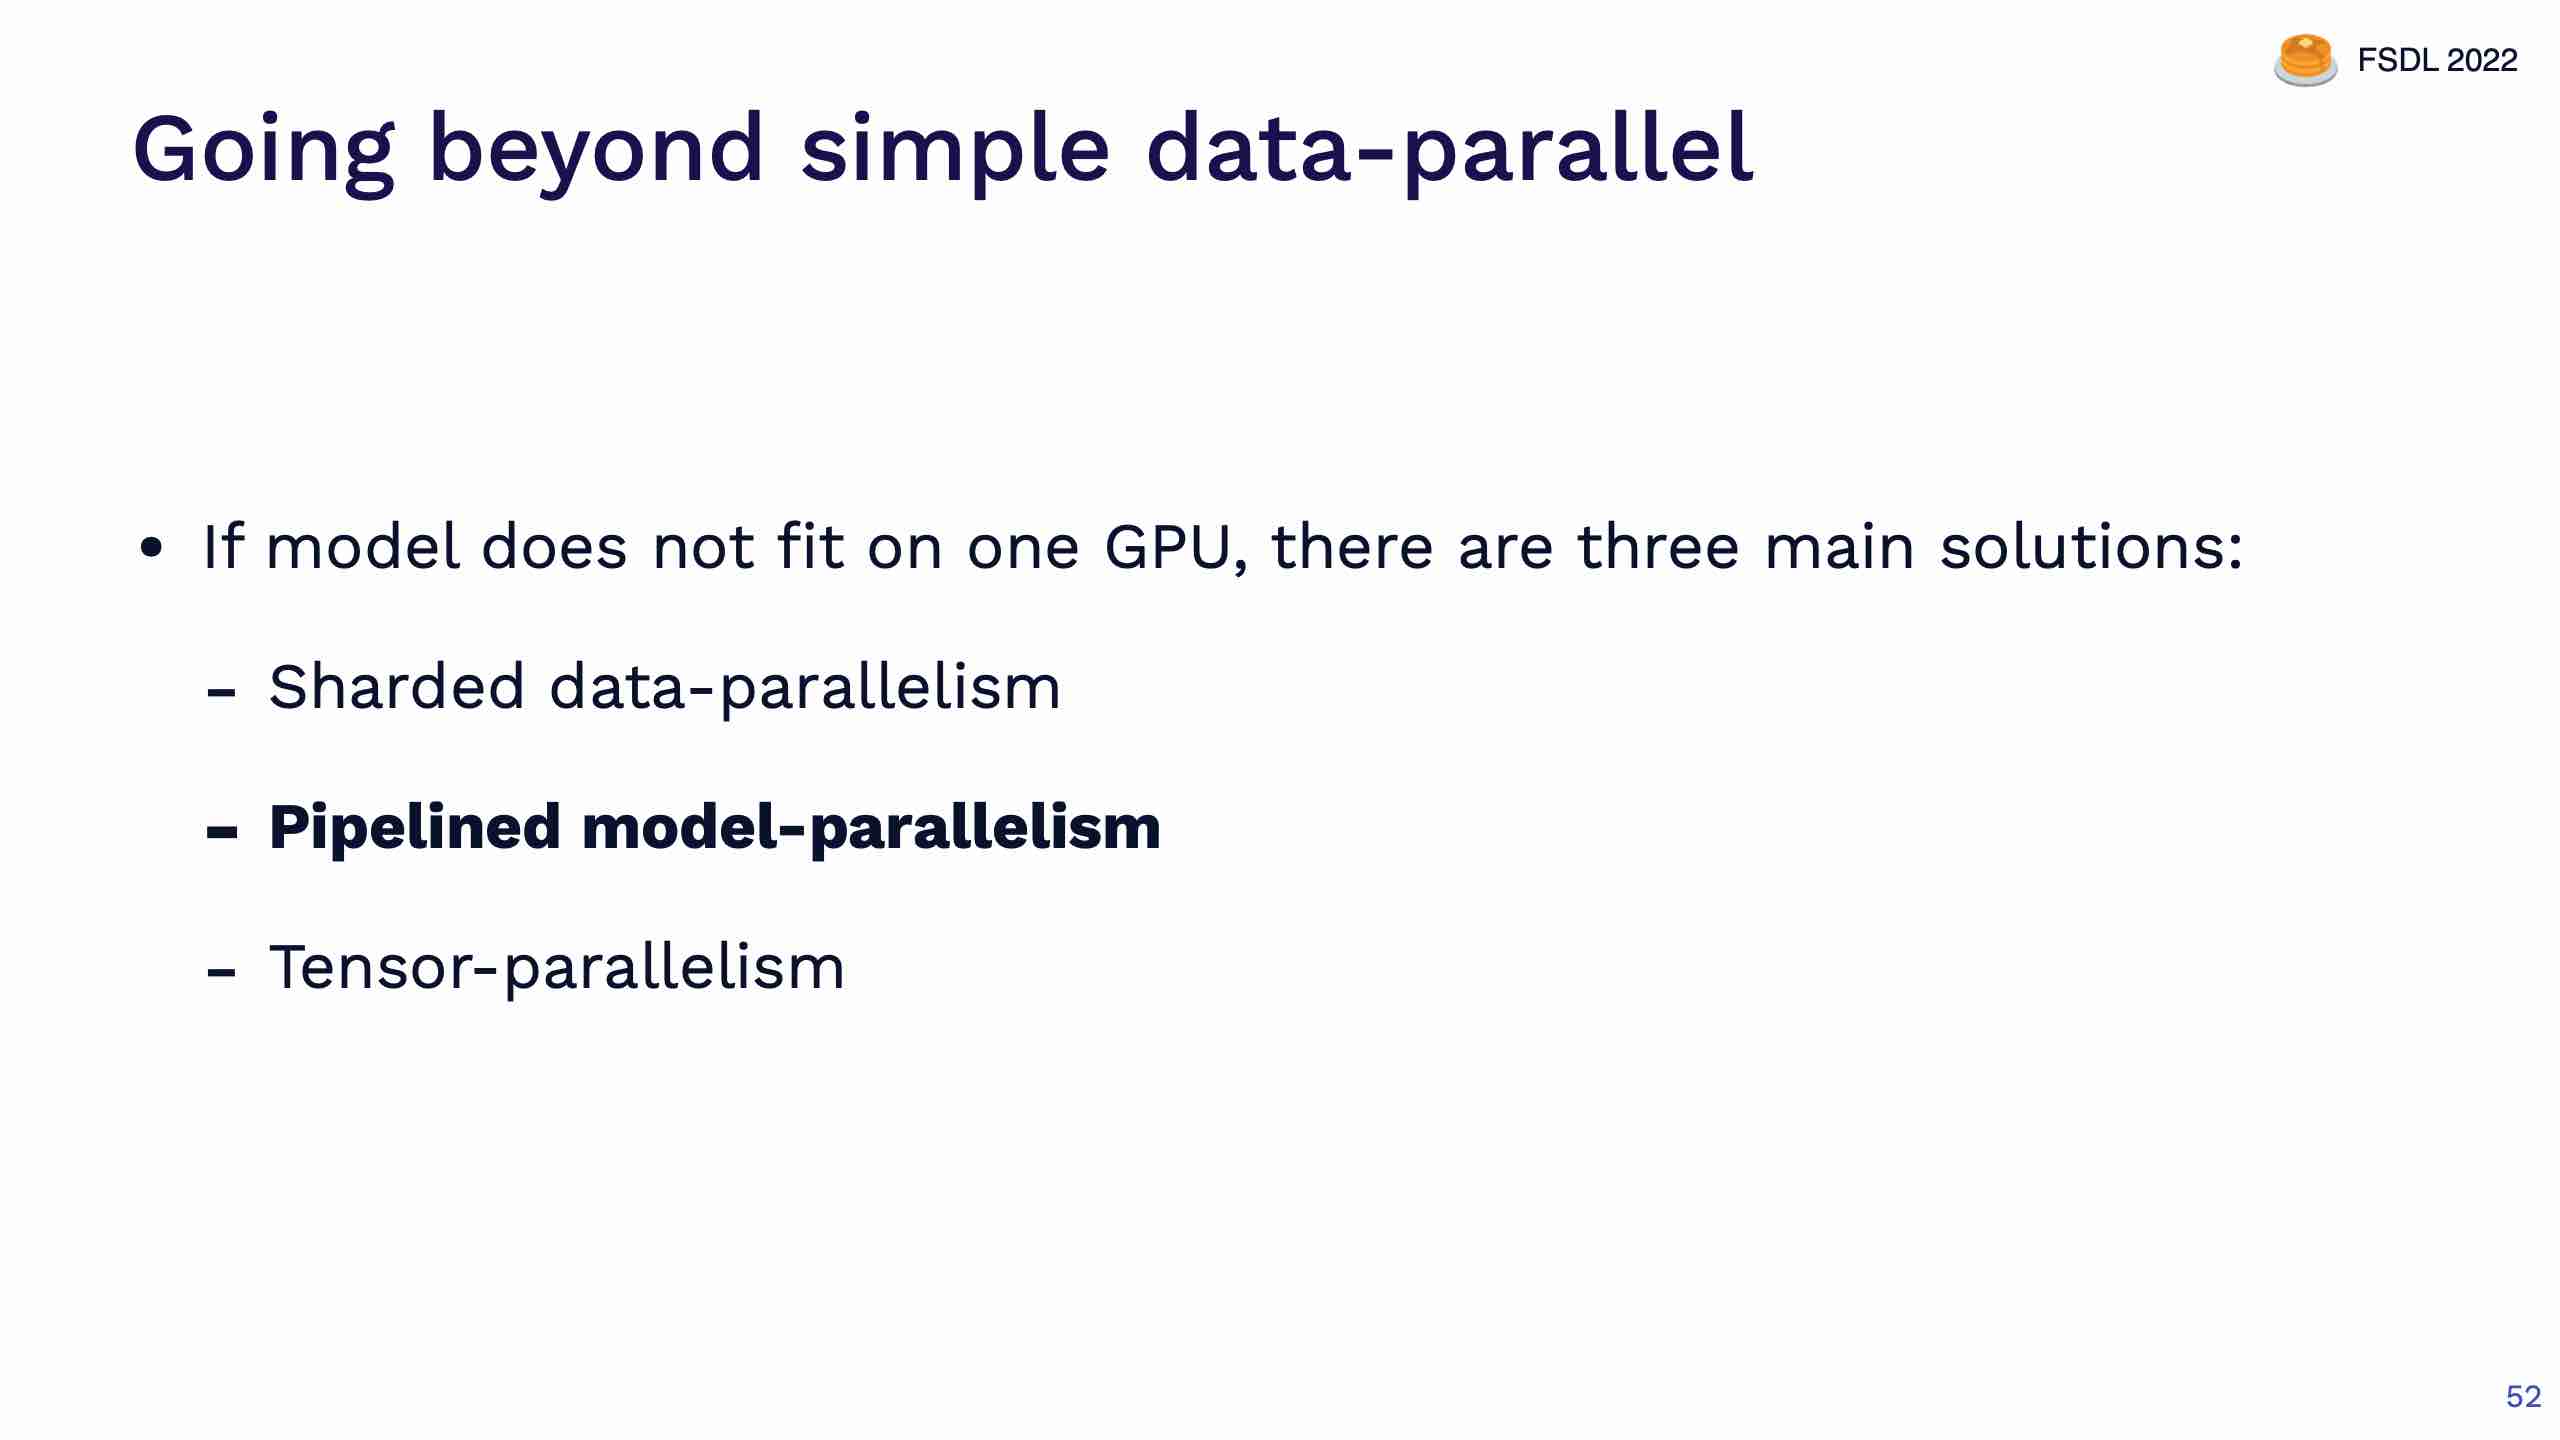 FSDL 2022
Going beyond simple data-parallel
• If model does not fit on one GPU, there are three main solutions:
- Sharded data-parallelism
- Pipelined model-parallelism
- Tensor-parallelism
52